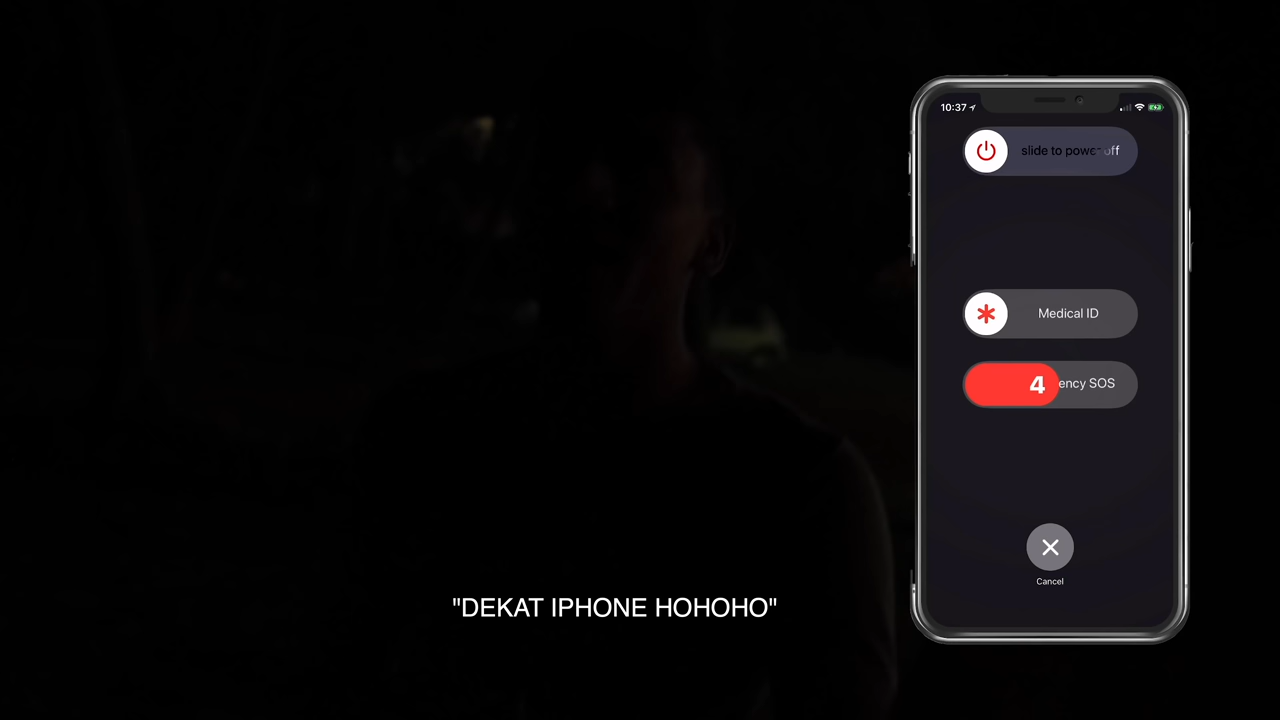 10:37
slide to power off
Medical ID
4
ency SOS
Cancel
"DEKAT IPHONE HOHOHO"